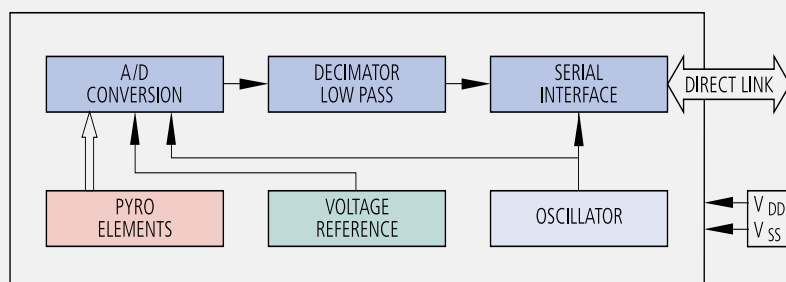 A/D
CONVERSION
DECIMATOR
LOW PASS
SERIAL
INTERFACE
DIRECT LINK
PYRO
ELEMENTS
VOLTAGE
REFERENCE
OSCILLATOR
V DD
V SS